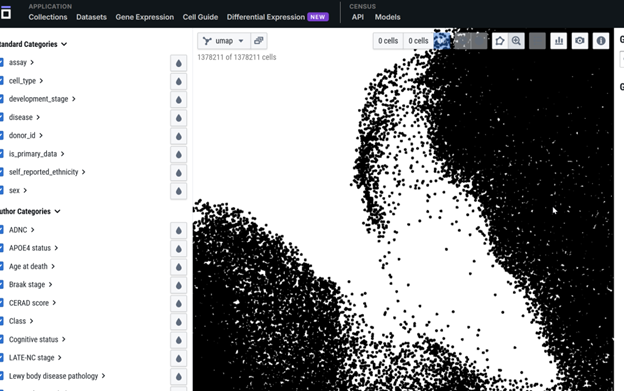 APPLICATION
Collections Datasets Gene Expression Cell Guide Differential Expression NEW
CENSUS
API Models
tandard Categories
assay
cell_type
development_stage
disease
donor_id
is_primary_data
self_reported_ethnicity
sex
uthor Categories
ADNC
APOE4 status
Age at death
Braak stage
CERAD score
Class
Cognitive status
LATE-NC stage
Lewy body disease pathology
umap
1378211 of 1378211 cells
0 cells 0 cells
G
G